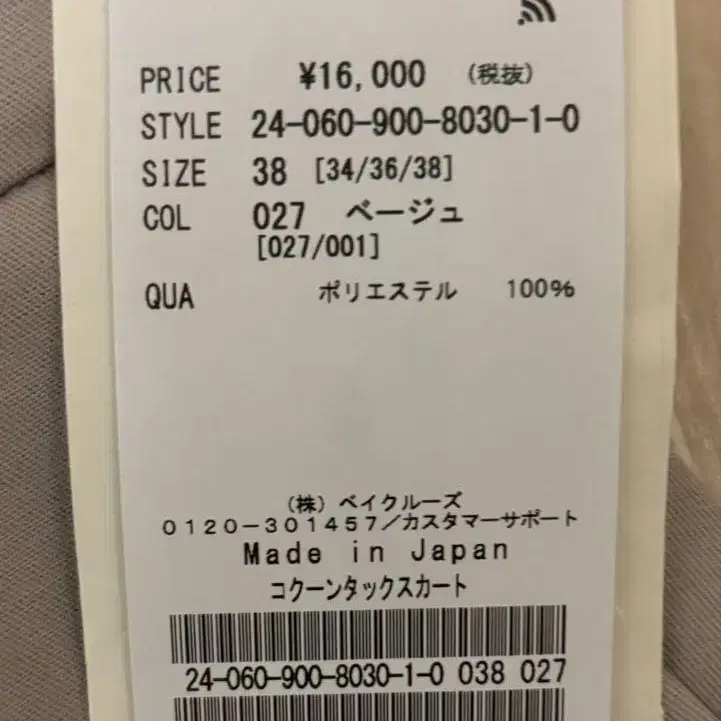 PRICE ¥16,000 (税抜)
STYLE 24-060-900-8030-1-0
SIZE 38 [34/36/38]
COL 027 ベージュ
[027/001]
QUA ポリエステル 100%
(株) ベイクルーズ
0120-301457/カスタマーサポート
Made in Japan
コクーンタックスカート
24-060-900-8030-1-0 038 027